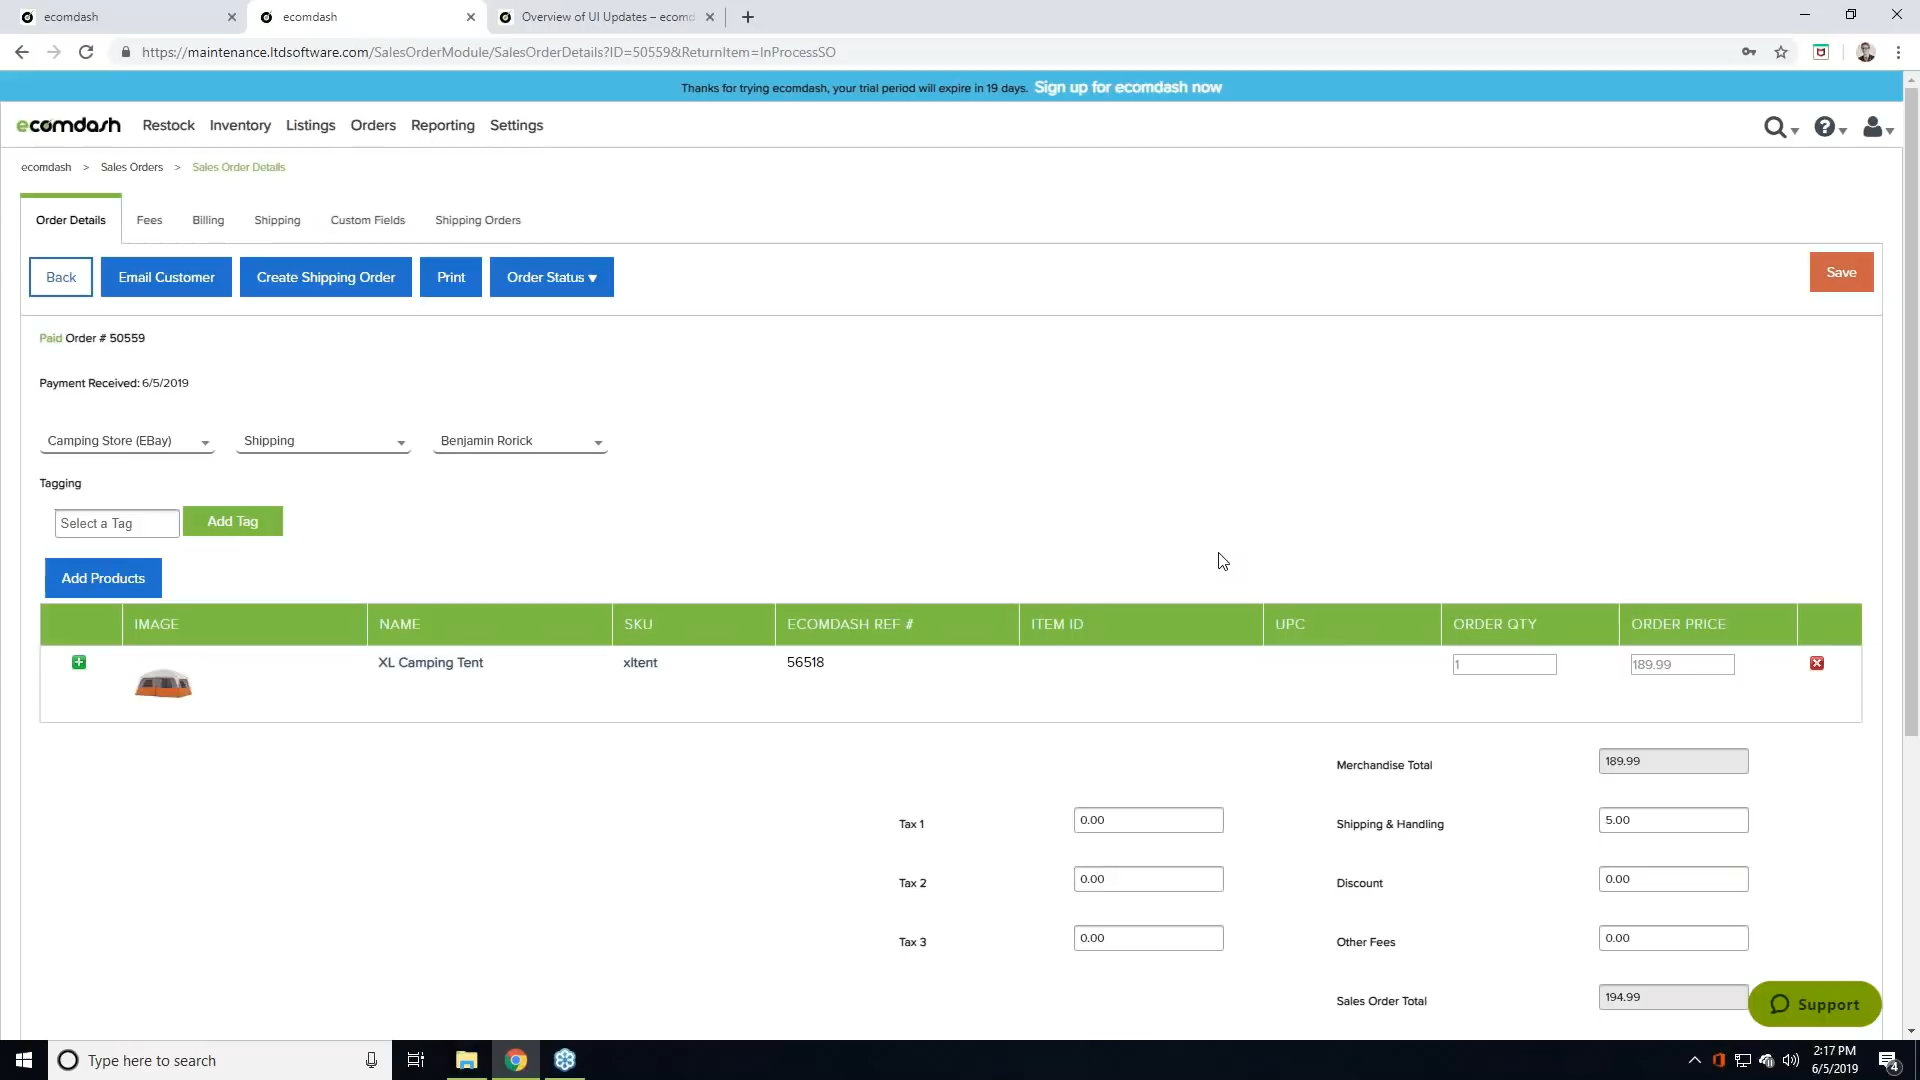 ecomdash
ecomdash
Overview of UI Updates – ecomd
https://maintenance.ltdsoftware.com/SalesOrderModule/SalesOrderDetails?ID=50559&ReturnItem=InProcessSO
Thanks for trying ecomdash, your trial period will expire in 19 days. Sign up for ecomdash now
ecomdash Restock Inventory Listings Orders Reporting Settings
ecomdash > Sales Orders > Sales Order Details
Order Details Fees Billing Shipping Custom Fields Shipping Orders
Back Email Customer Create Shipping Order Print Order Status ▾ Save
Paid Order # 50559
Payment Received: 6/5/2019
Camping Store (EBay) Shipping Benjamin Rorick
Tagging
Select a Tag Add Tag
Add Products
IMAGE NAME SKU ECOMDASH REF # ITEM ID UPC ORDER QTY ORDER PRICE
XL Camping Tent xltent 56518 1 189.99
Merchandise Total 189.99
Tax 1 0.00 Shipping & Handling 5.00
Tax 2 0.00 Discount 0.00
Tax 3 0.00 Other Fees 0.00
Sales Order Total 194.99
Support
Type here to search
2:17 PM
6/5/2019
4